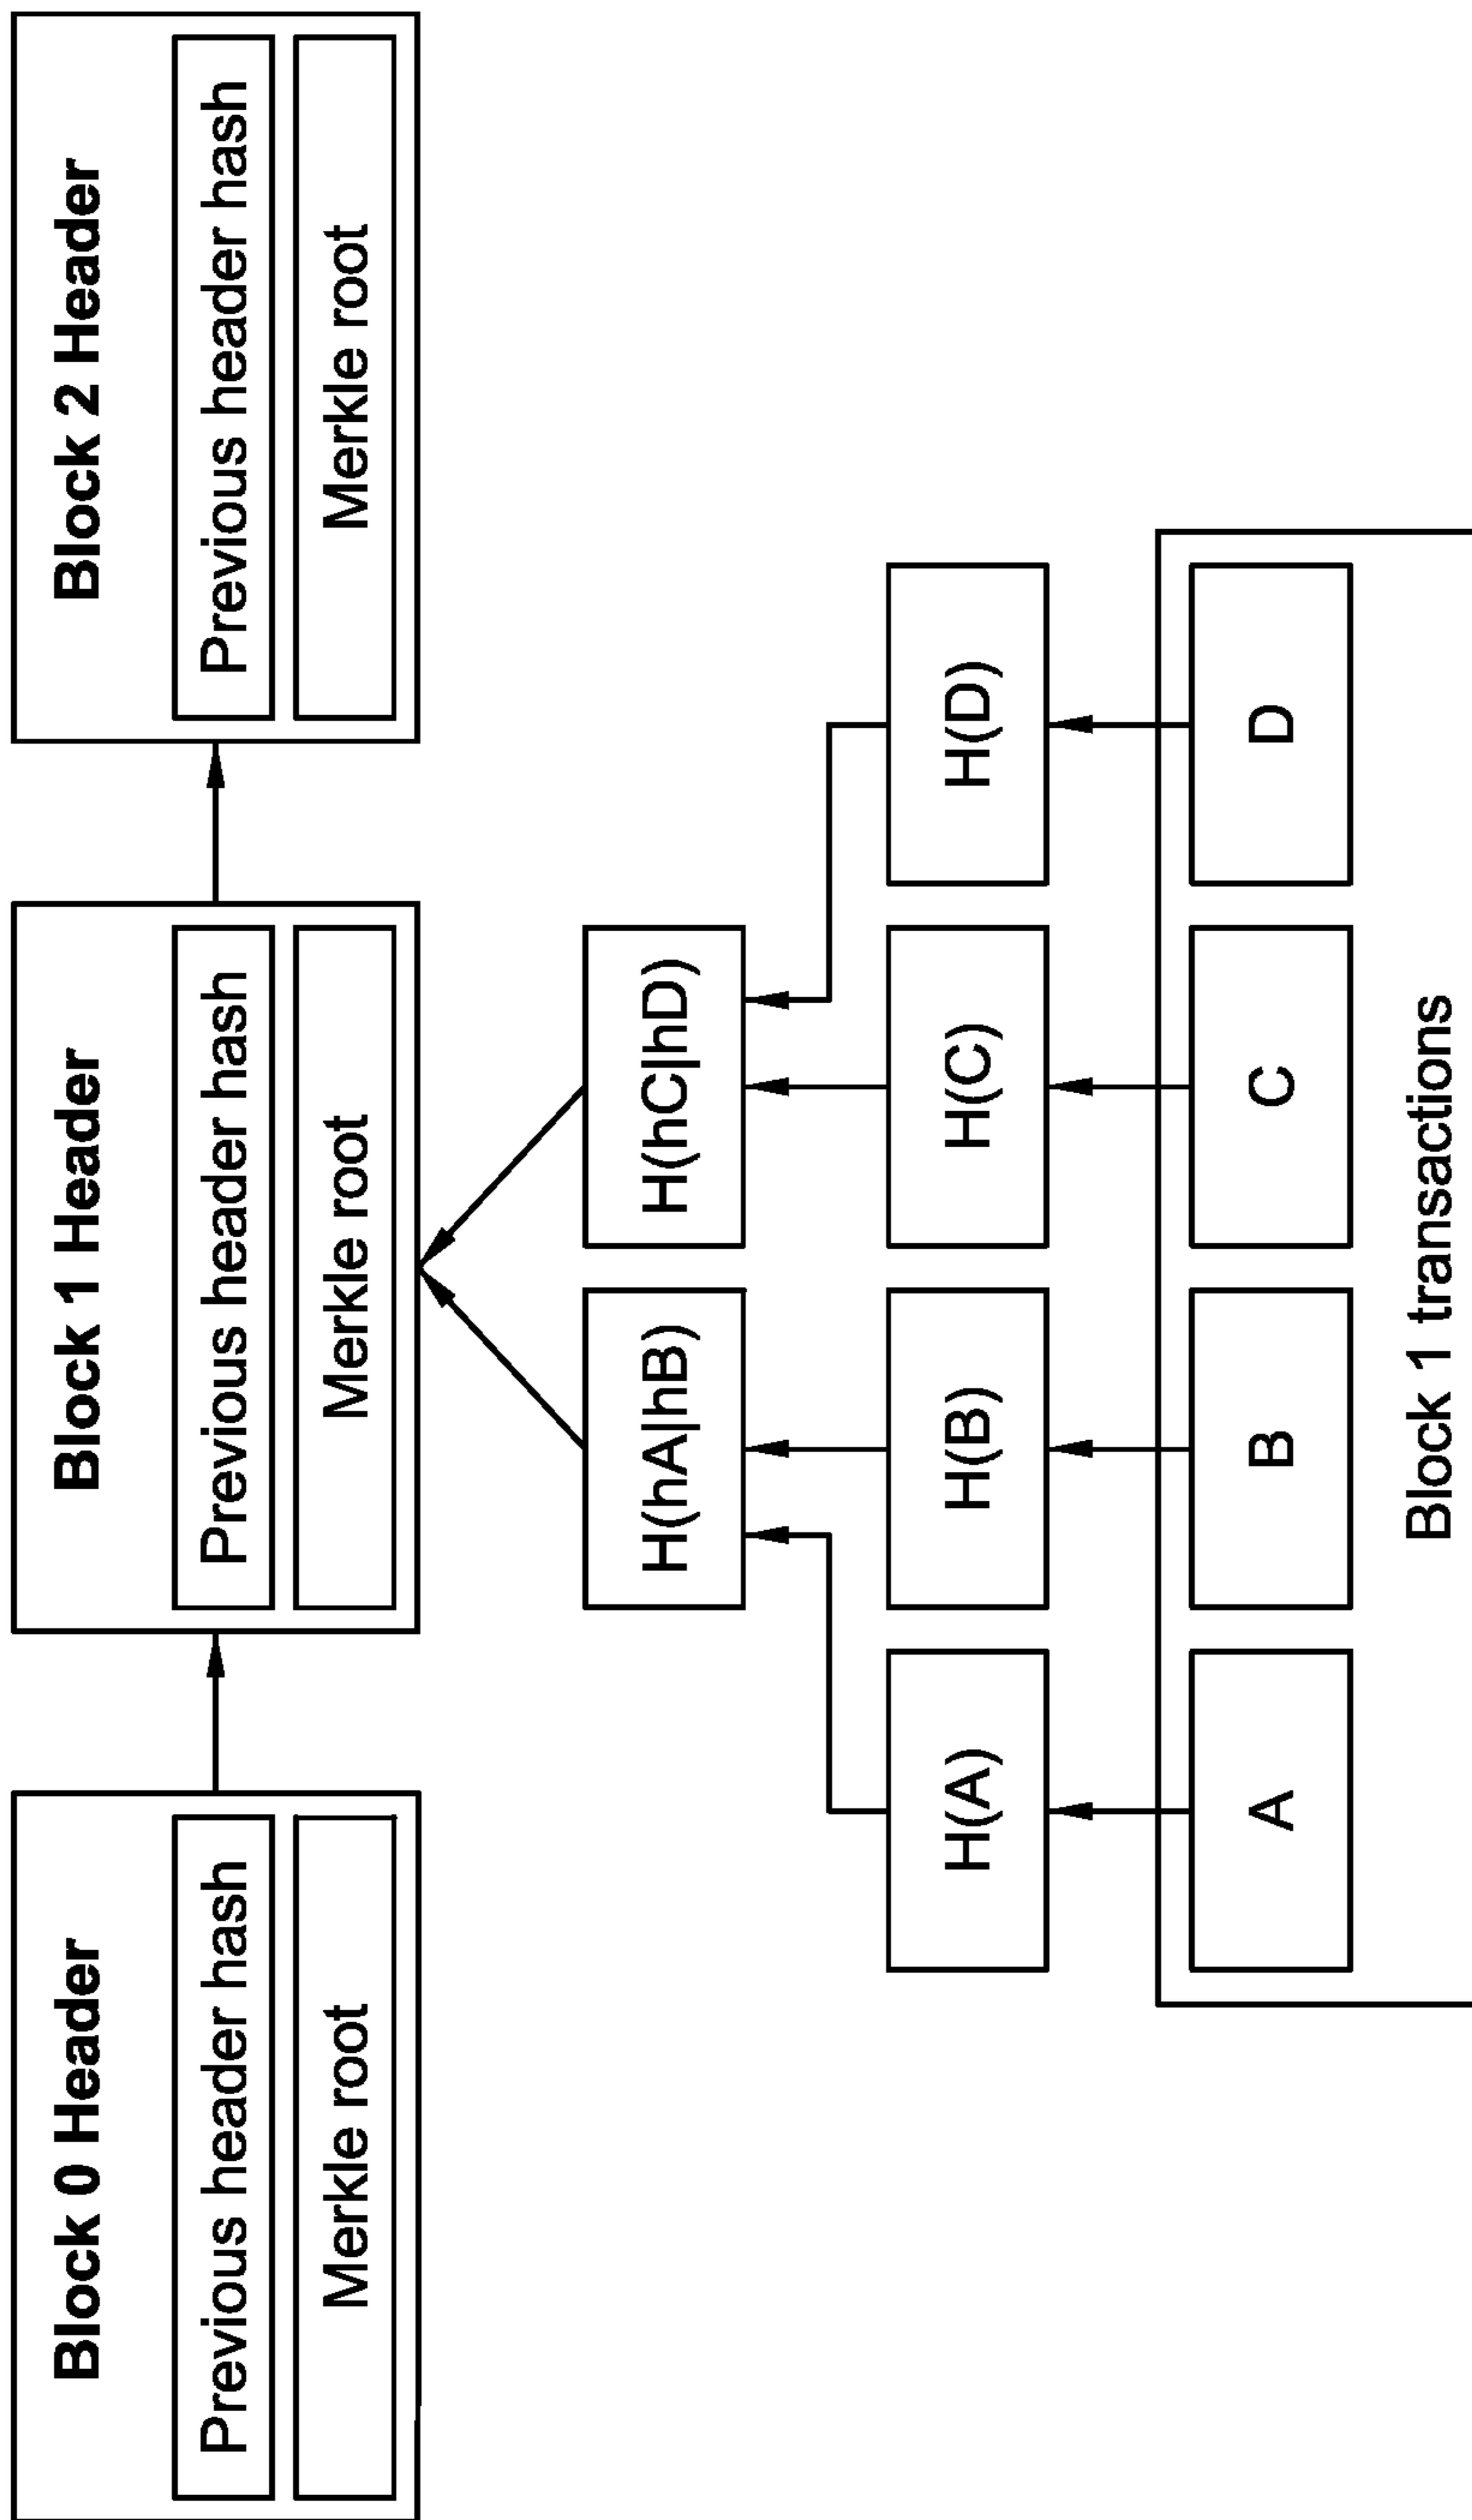 Block 0 Header
Previous header hash
Merkle root
Block 1 Header
Previous header hash
Merkle root
Block 2 Header
Previous header hash
Merkle root
H(hA|hB)
H(hC|hD)
H(A)
H(B)
H(C)
H(D)
A
B
C
D
Block 1 transactions